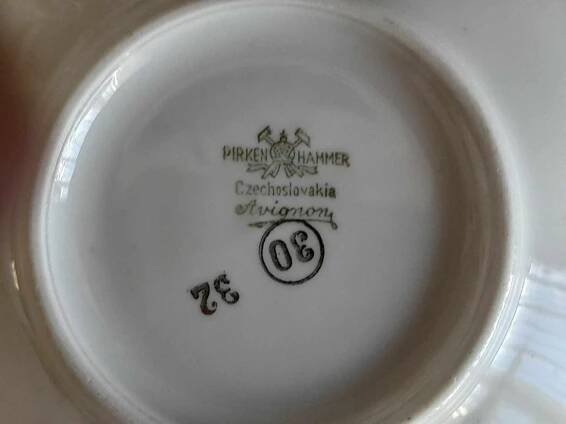 PIRKEN HAMMER
Czechoslovakia
Avignon
30
32